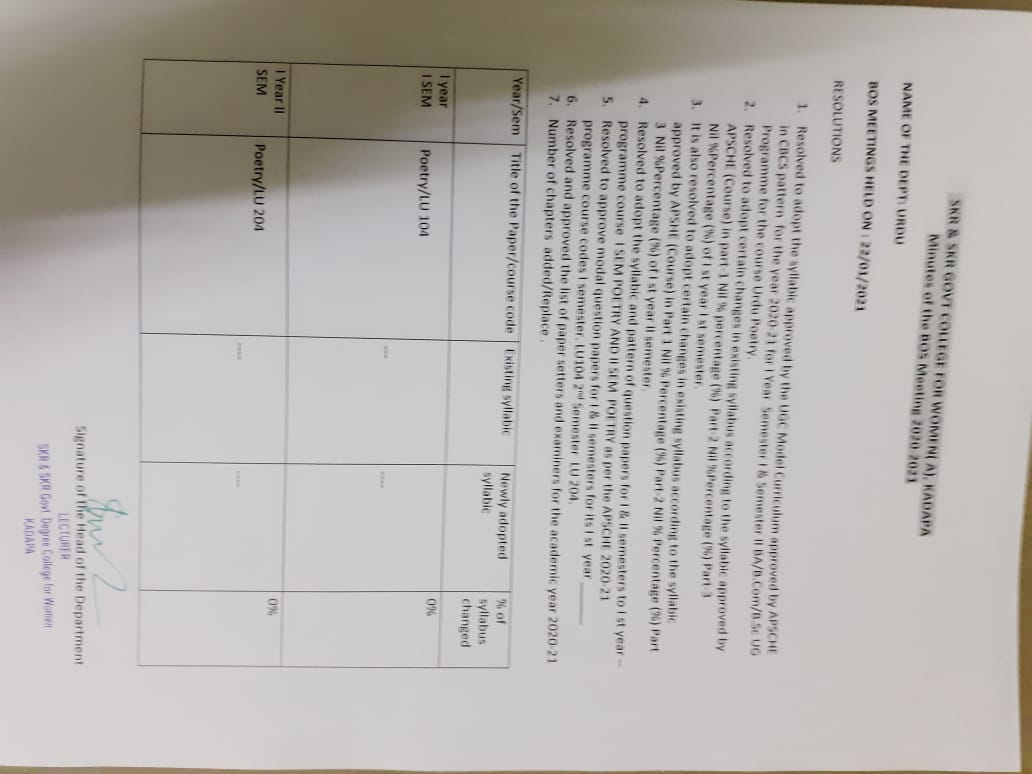 SKR & SKR GOVT COLLEGE FOR WOMEN( A), KADAPA
Minutes of the BOS Meeting 2020-2021
NAME OF THE DEPT: URDU
BOS MEETINGS HELD ON : 22/01/2021
RESOLUTIONS
1. Resolved to adopt the syllabic approved by the UGC Model Curriculum approved by APSCHE
in CBCS pattern for the year 2020-21 for I Year Semester I & Semester II BA/B.Com/B.Sc UG
Programme for the course Urdu Poetry.
2. Resolved to adopt certain changes in existing syllabus according to the syllabic approved by
APSCHE (Course) in part-1 Nil % percentage (%) Part-2 Nil %Percentage (%) Part-3
Nil %Percentage (%) of I st year I st semester.
3. It is also resolved to adopt certain changes in existing syllabus according to the syllabic
approved by APSHE (Course) in Part 1 Nil % Percentage (%) Part-2 Nil % Percentage (%) Part
3 Nil %Percentage (%) of I st year II semester.
4. Resolved to adopt the syllabic and pattern of question papers for I & II semesters to I st year --
programme course I SEM POETRY AND II SEM POETRY as per the APSCHE 2020-21
5. Resolved to approve modal question papers for I & II semesters for its I st year ______
programme course codes I semester. LU104 2nd Semester LU 204.
6. Resolved and approved the list of paper setters and examiners for the academic year 2020-21
7. Number of chapters added/Replace .
Year/Sem Title of the Paper/course code Existing syllabic Newly adopted syllabic % of syllabus changed
I year I SEM Poetry/LU 104 --- ---- 0%
I Year II SEM Poetry/LU 204 ---- ---- 0%
Signature of the Head of the Department
LECTURER
SKR & SKR Govt. Degree College for Women
KADAPA